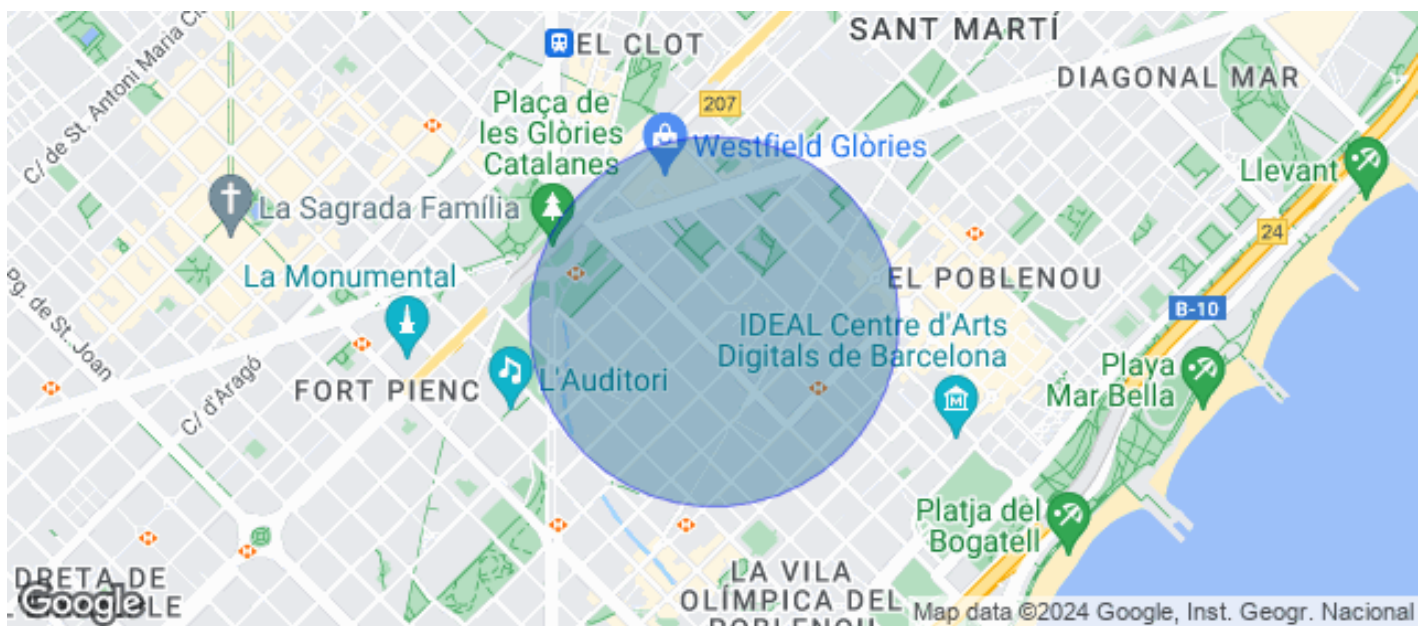 SANT MARTÍ
EL CLOT
DIAGONAL MAR
C/ de St. Antoni Maria Cl
Plaça de
les Glòries
Catalanes
207
Westfield Glòries
Llevant
La Sagrada Família
24
La Monumental
EL POBLENOU
B-10
Pg. de St. Joan
IDEAL Centre d'Arts
Digitals de Barcelona
Playa
Mar Bella
C/ d'Aragó
FORT PIENC
L'Auditori
Platja del
Bogatell
DRETA DE
LA VILA
OLÍMPICA DEL
POBLENOU
Google
Map data ©2024 Google, Inst. Geogr. Nacional